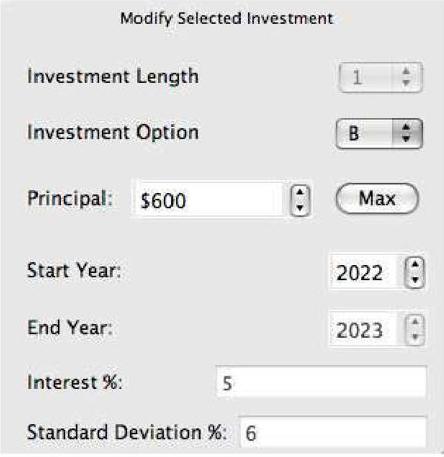 Modify Selected Investment
Investment Length 1
Investment Option B
Principal: $600 Max
Start Year: 2022
End Year: 2023
Interest %: 5
Standard Deviation %: 6